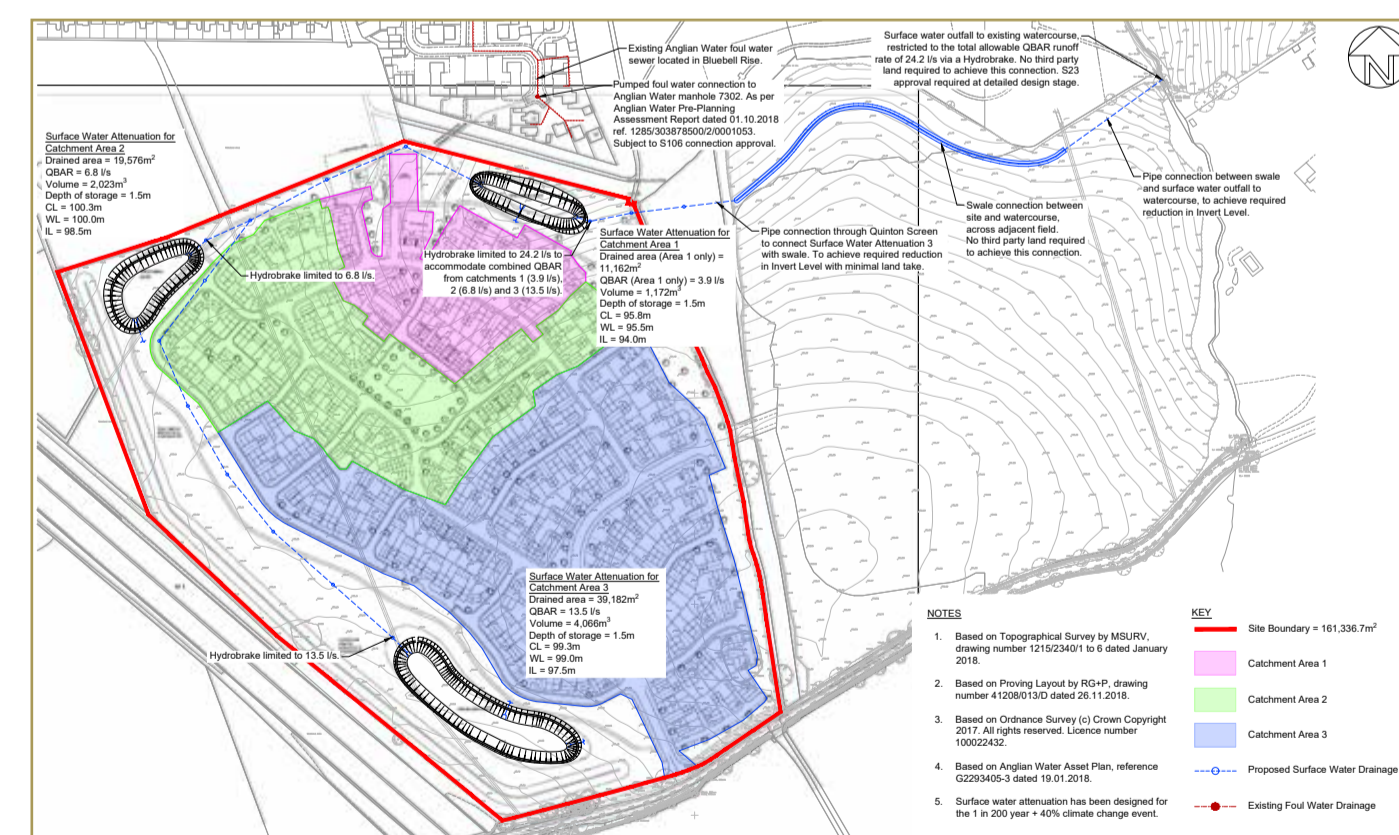 Surface Water Attenuation for
Catchment Area 2
Drained area = 19,576m²
QBAR = 6.8 l/s
Volume = 2,023m³
Depth of storage = 1.5m
CL = 100.3m
WL = 100.0m
IL = 98.5m
Existing Anglian Water foul water
sewer located in Bluebell Rise.
Pumped foul water connection to
Anglian Water manhole 7302. As per
Anglian Water Pre-Planning
Assessment Report dated 01.10.2018
ref. 1285/303878500/2/0001053.
Subject to S106 connection approval.
Surface water outfall to existing watercourse,
restricted to the total allowable QBAR runoff
rate of 24.2 l/s via a Hydrobrake. No third party
land required to achieve this connection. S23
approval required at detailed design stage.
N
Pipe connection between swale
and surface water outfall to
watercourse, to achieve required
reduction in Invert Level.
Swale connection between
site and watercourse,
across adjacent field.
No third party land required
to achieve this connection.
Pipe connection through Quinton Screen
to connect Surface Water Attenuation 3
with swale. To achieve required reduction
in Invert Level with minimal land take.
Hydrobrake limited to 6.8 l/s.
Hydrobrake limited to 24.2 l/s to
accommodate combined QBAR
from catchments 1 (3.9 l/s),
2 (6.8 l/s) and 3 (13.5 l/s).
Surface Water Attenuation for
Catchment Area 1
Drained area (Area 1 only) =
11,162m²
QBAR (Area 1 only) = 3.9 l/s
Volume = 1,172m³
Depth of storage = 1.5m
CL = 95.8m
WL = 95.5m
IL = 94.0m
Surface Water Attenuation for
Catchment Area 3
Drained area = 39,182m²
QBAR = 13.5 l/s
Volume = 4,066m³
Depth of storage = 1.5m
CL = 99.3m
WL = 99.0m
IL = 97.5m
Hydrobrake limited to 13.5 l/s.
NOTES
1. Based on Topographical Survey by MSURV,
drawing number 1215/2340/1 to 6 dated January
2018.
2. Based on Proving Layout by RG+P, drawing
number 41208/013/D dated 26.11.2018.
3. Based on Ordnance Survey (c) Crown Copyright
2017. All rights reserved. Licence number
100022432.
4. Based on Anglian Water Asset Plan, reference
G2293405-3 dated 19.01.2018.
5. Surface water attenuation has been designed for
the 1 in 200 year + 40% climate change event.
KEY
Site Boundary = 161,336.7m²
Catchment Area 1
Catchment Area 2
Catchment Area 3
Proposed Surface Water Drainage
Existing Foul Water Drainage